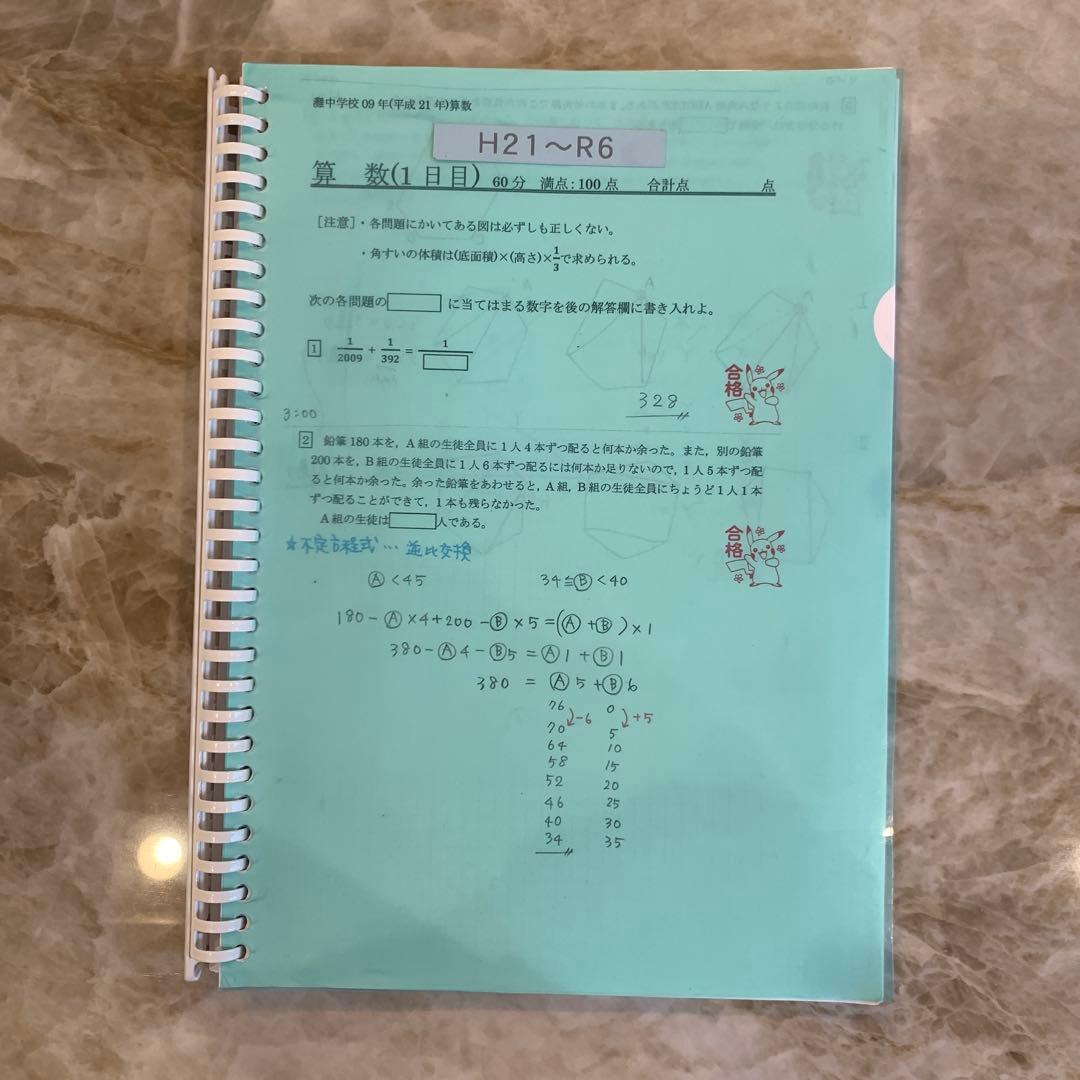 灘中学校 09 年(平成 21 年)算数
H21～R6
算 数(1 日目) 60 分 満点:100 点 合計点 点
[注意]・各問題にかいてある図は必ずしも正しくない。
・角すいの体積は(底面積)×(高さ)×1/3で求められる。
次の各問題の に当てはまる数字を後の解答欄に書き入れよ。
1 1/2009 + 1/392 = 1/
合格
328
3:00
2 鉛筆 180 本を，A 組の生徒全員に 1 人 4 本ずつ配ると何本か余った。また，別の鉛筆
200 本を，B 組の生徒全員に 1 人 6 本ずつ配るには何本か足りないので，1 人 5 本ずつ配
ると何本か余った。余った鉛筆をあわせると，A 組，B 組の生徒全員にちょうど 1 人 1 本
ずつ配ることができて，1 本も残らなかった。
A 組の生徒は 人である。
合格
★不定方程式… 逆比交換
Ⓐ<45 34≦Ⓑ<40
180-Ⓐ×4+200-Ⓑ×5=(Ⓐ+Ⓑ)×1
380-Ⓐ4-Ⓑ5=Ⓐ1+Ⓑ1
380 = Ⓐ5+Ⓑ6
76 0
-6 +5
70 5
64 10
58 15
52 20
46 25
40 30
34 35